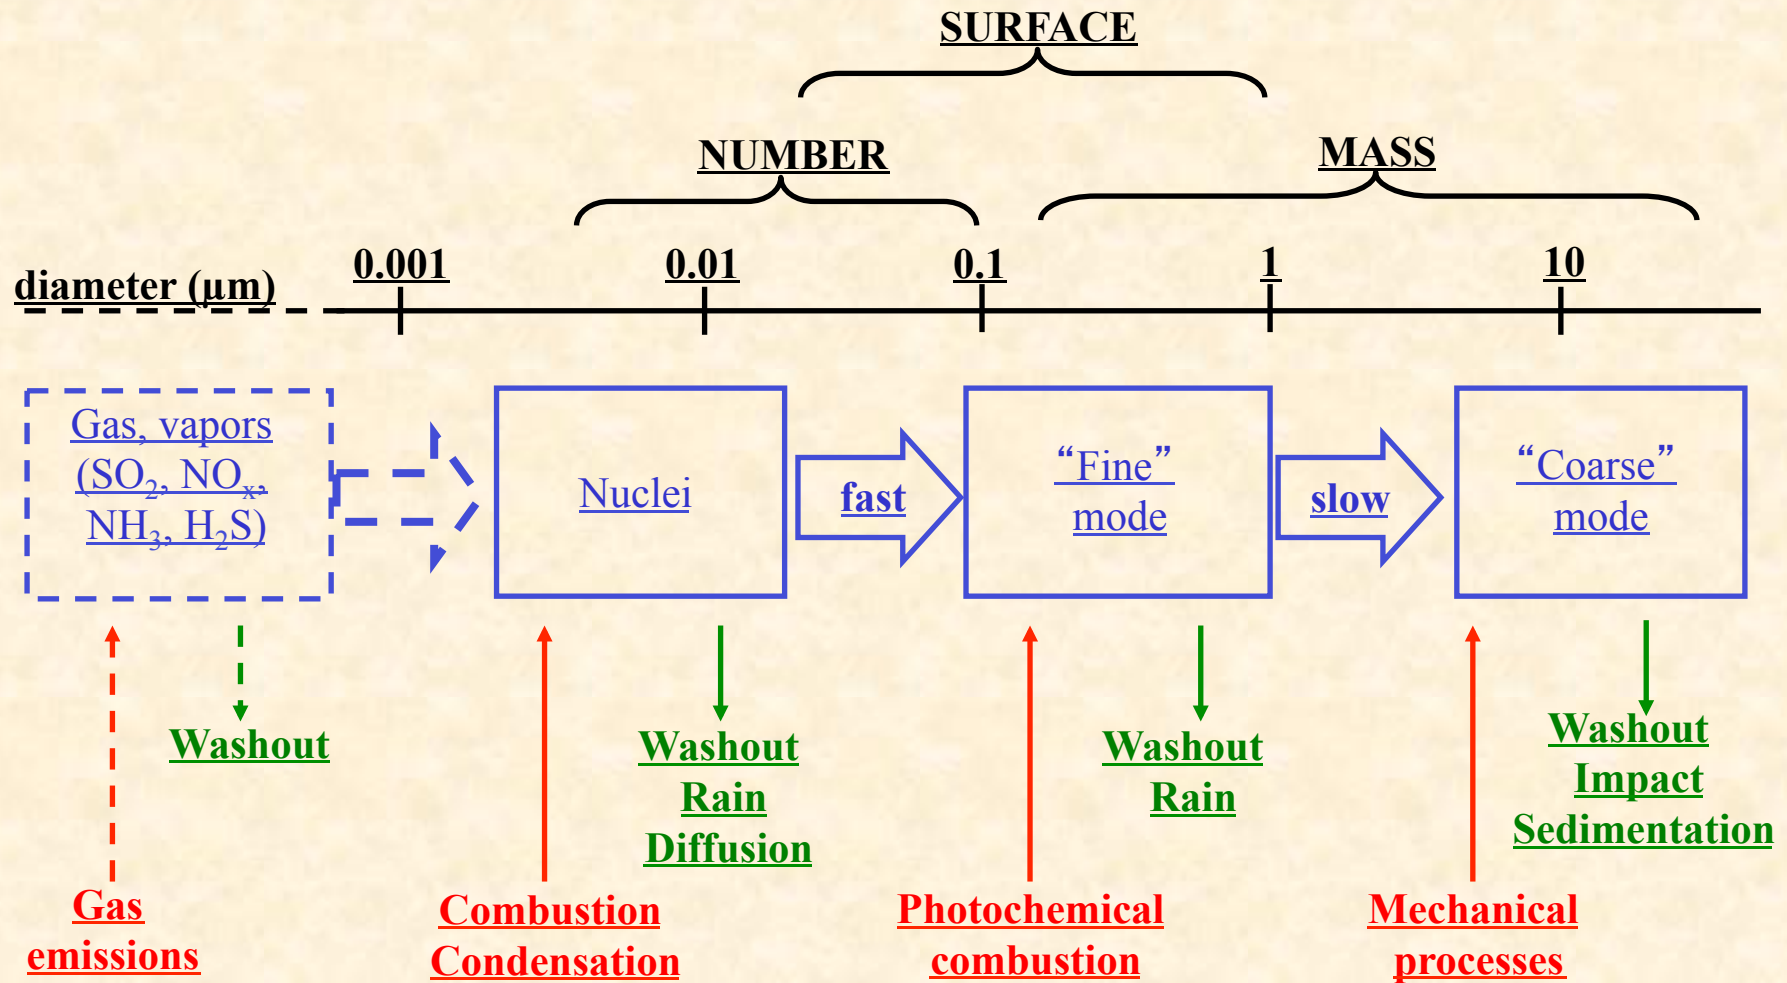 SURFACE
NUMBER
MASS
diameter (μm)
0.001
0.01
0.1
1
10
Gas, vapors
(SO₂, NOₓ,
NH₃, H₂S)
Nuclei
fast
“Fine”
mode
slow
“Coarse”
mode
Washout
Washout
Rain
Diffusion
Washout
Rain
Washout
Impact
Sedimentation
Gas
emissions
Combustion
Condensation
Photochemical
combustion
Mechanical
processes